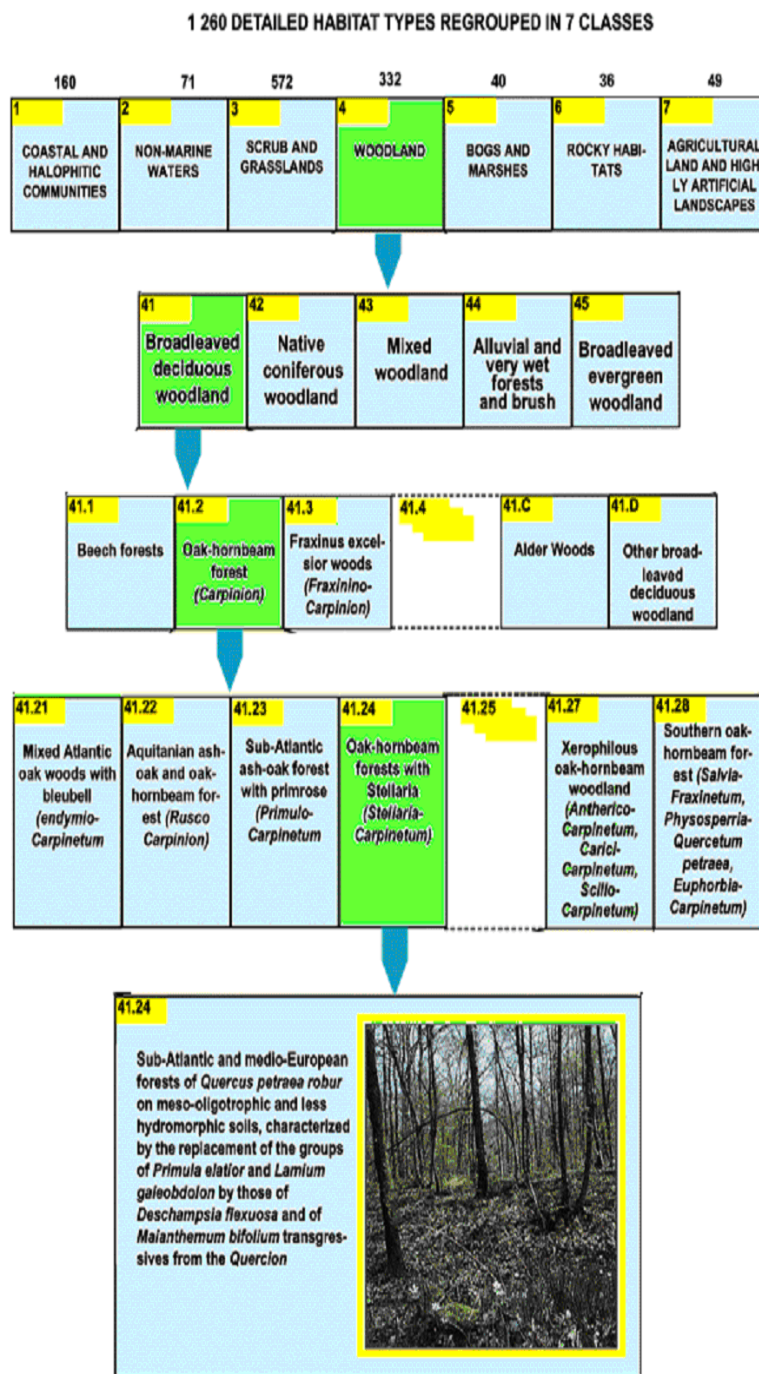 1 260 DETAILED HABITAT TYPES REGROUPED IN 7 CLASSES
160
71
572
332
40
36
49
1
COASTAL AND
HALOPHITIC
COMMUNITIES
2
NON-MARINE
WATERS
3
SCRUB AND
GRASSLANDS
4
WOODLAND
5
BOGS AND
MARSHES
6
ROCKY HABI-
TATS
7
AGRICULTURAL
LAND AND HIGH-
LY ARTIFICIAL
LANDSCAPES
41
Broadleaved
deciduous
woodland
42
Native
coniferous
woodland
43
Mixed
woodland
44
Alluvial and
very wet
forests
and brush
45
Broadleaved
evergreen
woodland
41.1
Beech forests
41.2
Oak-hornbeam
forest
(Carpinion)
41.3
Fraxinus excel-
sior woods
(Fraxinino-
Carpinion)
41.4
41.C
Alder Woods
41.D
Other broad-
leaved
deciduous
woodland
41.21
Mixed Atlantic
oak woods with
bleubell
(endymio-
Carpinetum
41.22
Aquitanian ash-
oak and oak-
hornbeam for-
est (Rusco
Carpinion)
41.23
Sub-Atlantic
ash-oak forest
with primrose
(Primulo-
Carpinetum
41.24
Oak-hornbeam
forests with
Stellaria
(Stellaria-
Carpinetum)
41.25
41.27
Xerophilous
oak-hornbeam
woodland
(Antherico-
Carpinetum,
Carici-
Carpinetum,
Scillo-
Carpinetum)
41.28
Southern oak-
hornbeam for-
est (Salvia-
Fraxinetum,
Physosperria-
Quercetum
petraea,
Euphorbia-
Carpinetum)
41.24
Sub-Atlantic and medio-European
forests of Quercus petraea robur
on meso-oligotrophic and less
hydromorphic soils, characterized
by the replacement of the groups
of Primula elatior and Lamium
galeobdolon by those of
Deschampsia flexuosa and of
Maianthemum bifolium transgres-
sives from the Quercion